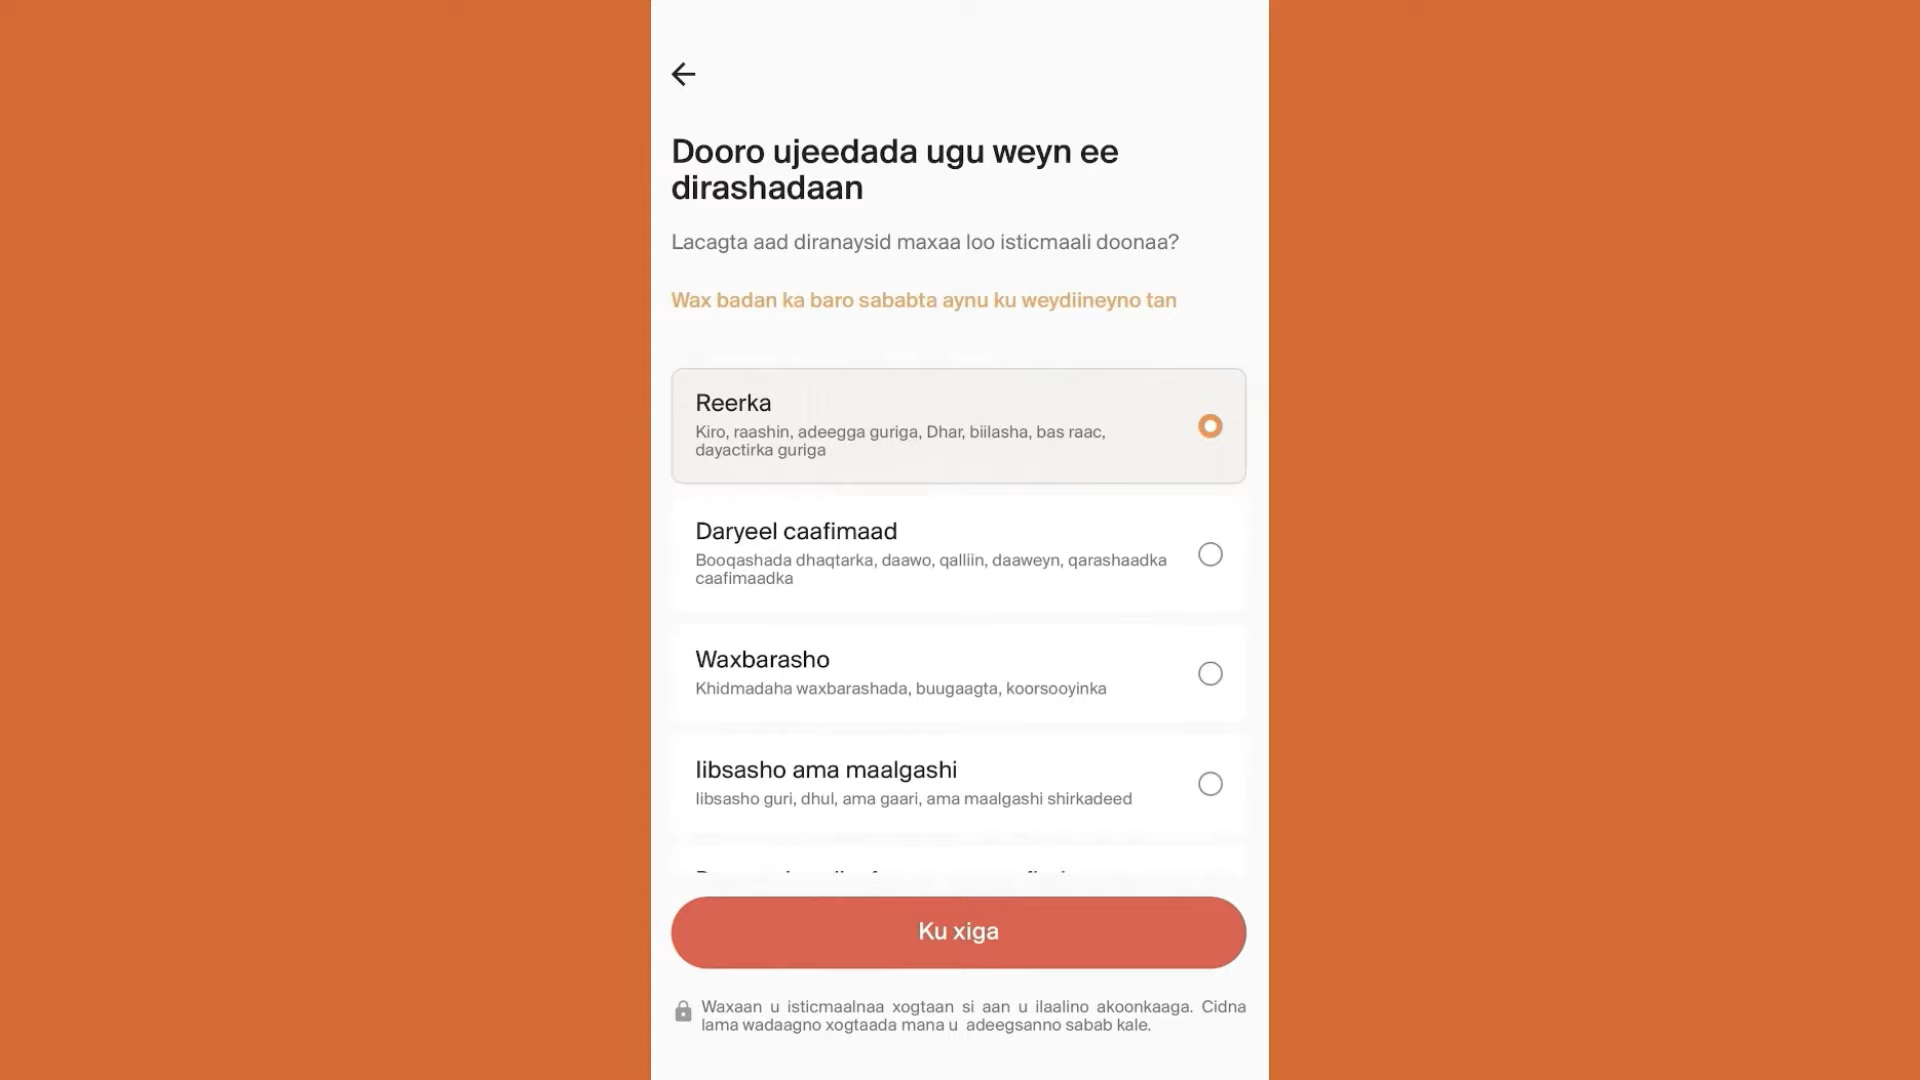 Dooro ujeedada ugu weyn ee
dirashadaan
Lacagta aad diranaysid maxaa loo isticmaali doonaa?
Wax badan ka baro sababta aynu ku weydiineyno tan
Reerka
Kiro, raashin, adeegga guriga, Dhar, biilasha, bas raac,
dayactirka guriga
Daryeel caafimaad
Booqashada dhaqtarka, daawo, qalliin, daaweyn, qarashaadka
caafimaadka
Waxbarasho
Khidmadaha waxbarashada, buugaagta, koorsooyinka
Iibsasho ama maalgashi
Iibsasho guri, dhul, ama gaari, ama maalgashi shirkadeed
Ku xiga
Waxaan u isticmaalnaa xogtaan si aan u ilaalino akoonkaaga. Cidna
lama wadaagno xogtaada mana u adeegsanno sabab kale.